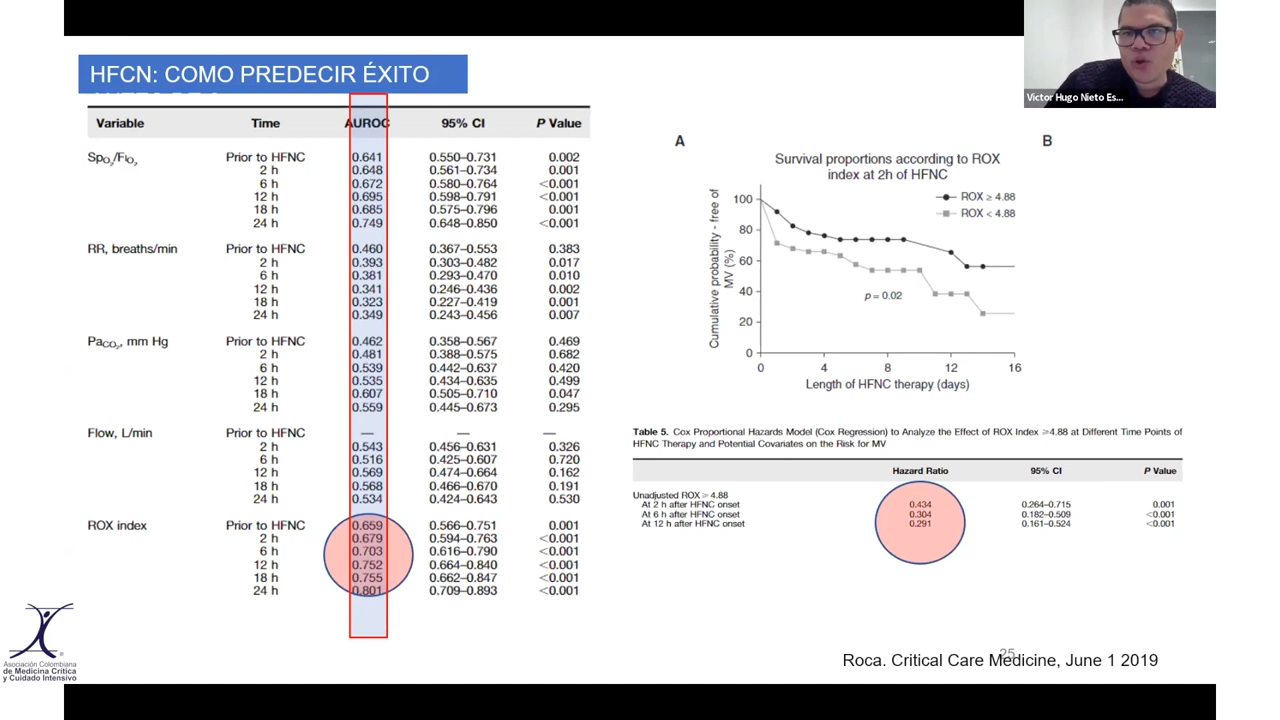 HFCN: COMO PREDECIR ÉXITO
Variable Time AUROC 95% CI P Value
SpO₂/FIO₂ Prior to HFNC 0.641 0.550–0.731 0.002
2 h 0.648 0.561–0.734 0.001
6 h 0.672 0.580–0.764 <0.001
12 h 0.695 0.598–0.791 <0.001
18 h 0.685 0.575–0.796 0.001
24 h 0.749 0.648–0.850 <0.001
RR, breaths/min Prior to HFNC 0.460 0.367–0.553 0.383
2 h 0.393 0.303–0.482 0.017
6 h 0.381 0.293–0.470 0.010
12 h 0.341 0.246–0.436 0.002
18 h 0.323 0.227–0.419 0.001
24 h 0.349 0.243–0.456 0.007
PaCO₂, mm Hg Prior to HFNC 0.462 0.358–0.567 0.469
2 h 0.481 0.388–0.575 0.682
6 h 0.539 0.442–0.637 0.420
12 h 0.535 0.434–0.635 0.499
18 h 0.607 0.505–0.710 0.047
24 h 0.559 0.445–0.673 0.295
Flow, L/min Prior to HFNC — — —
2 h 0.543 0.456–0.631 0.326
6 h 0.516 0.425–0.607 0.720
12 h 0.569 0.474–0.664 0.162
18 h 0.568 0.466–0.670 0.191
24 h 0.534 0.424–0.643 0.530
ROX index Prior to HFNC 0.659 0.566–0.751 0.001
2 h 0.679 0.594–0.763 <0.001
6 h 0.703 0.616–0.790 <0.001
12 h 0.752 0.664–0.840 <0.001
18 h 0.755 0.662–0.847 <0.001
24 h 0.801 0.709–0.893 <0.001
Asociación Colombiana
de Medicina Crítica
y Cuidado Intensivo
Victor Hugo Nieto Es...
A
B
Survival proportions according to ROX
index at 2h of HFNC
ROX ≥ 4.88
ROX < 4.88
Cumulative probability - free of
MV (%)
100
80
60
40
20
0
p = 0.02
0 4 8 12 16
Length of HFNC therapy (days)
Table 5. Cox Proportional Hazards Model (Cox Regression) to Analyze the Effect of ROX Index ≥4.88 at Different Time Points of
HFNC Therapy and Potential Covariates on the Risk for MV
Hazard Ratio 95% CI P Value
Unadjusted ROX ≥ 4.88
At 2 h after HFNC onset 0.434 0.264–0.715 0.001
At 6 h after HFNC onset 0.304 0.182–0.509 <0.001
At 12 h after HFNC onset 0.291 0.161–0.524 <0.001
25
Roca. Critical Care Medicine, June 1 2019